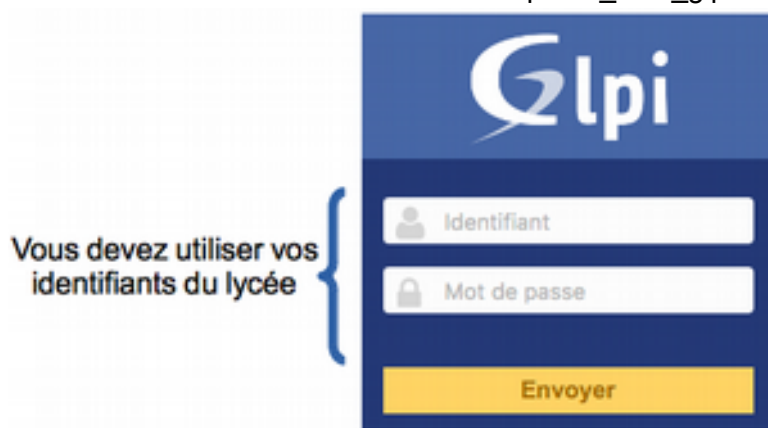 Glpi
Identifiant
Vous devez utiliser vos
identifiants du lycée
Mot de passe
Envoyer